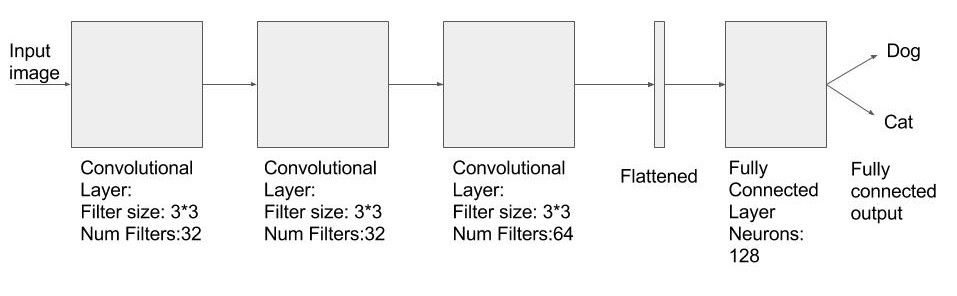 Input
image
Convolutional
Layer:
Filter size: 3*3
Num Filters:32
Convolutional
Layer:
Filter size: 3*3
Num Filters:32
Convolutional
Layer:
Filter size: 3*3
Num Filters:64
Flattened
Fully
Connected
Layer
Neurons:
128
Dog
Cat
Fully
connected
output